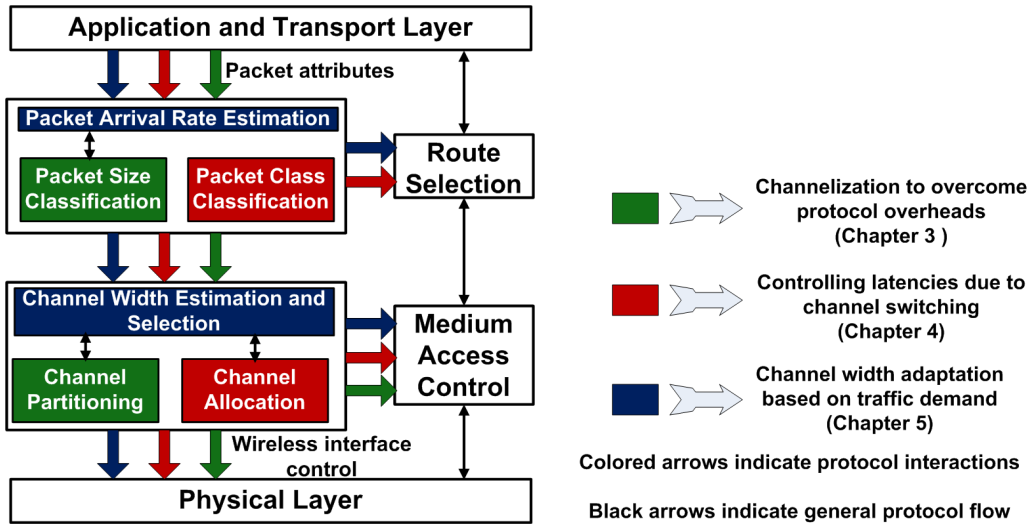 Application and Transport Layer
Packet attributes
Packet Arrival Rate Estimation
Packet Size
Classification
Packet Class
Classification
Route
Selection
Channel Width Estimation and
Selection
Channel
Partitioning
Channel
Allocation
Medium
Access
Control
Wireless interface
control
Physical Layer
Channelization to overcome
protocol overheads
(Chapter 3 )
Controlling latencies due to
channel switching
(Chapter 4)
Channel width adaptation
based on traffic demand
(Chapter 5)
Colored arrows indicate protocol interactions
Black arrows indicate general protocol flow